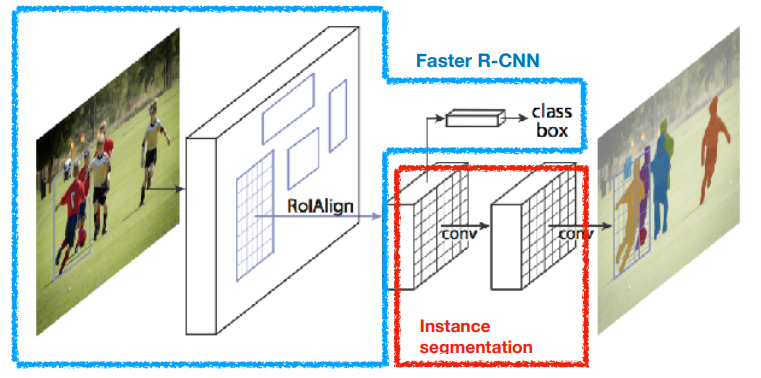 Faster R-CNN
class
box
RoIAlign
conv
conv
Instance
segmentation